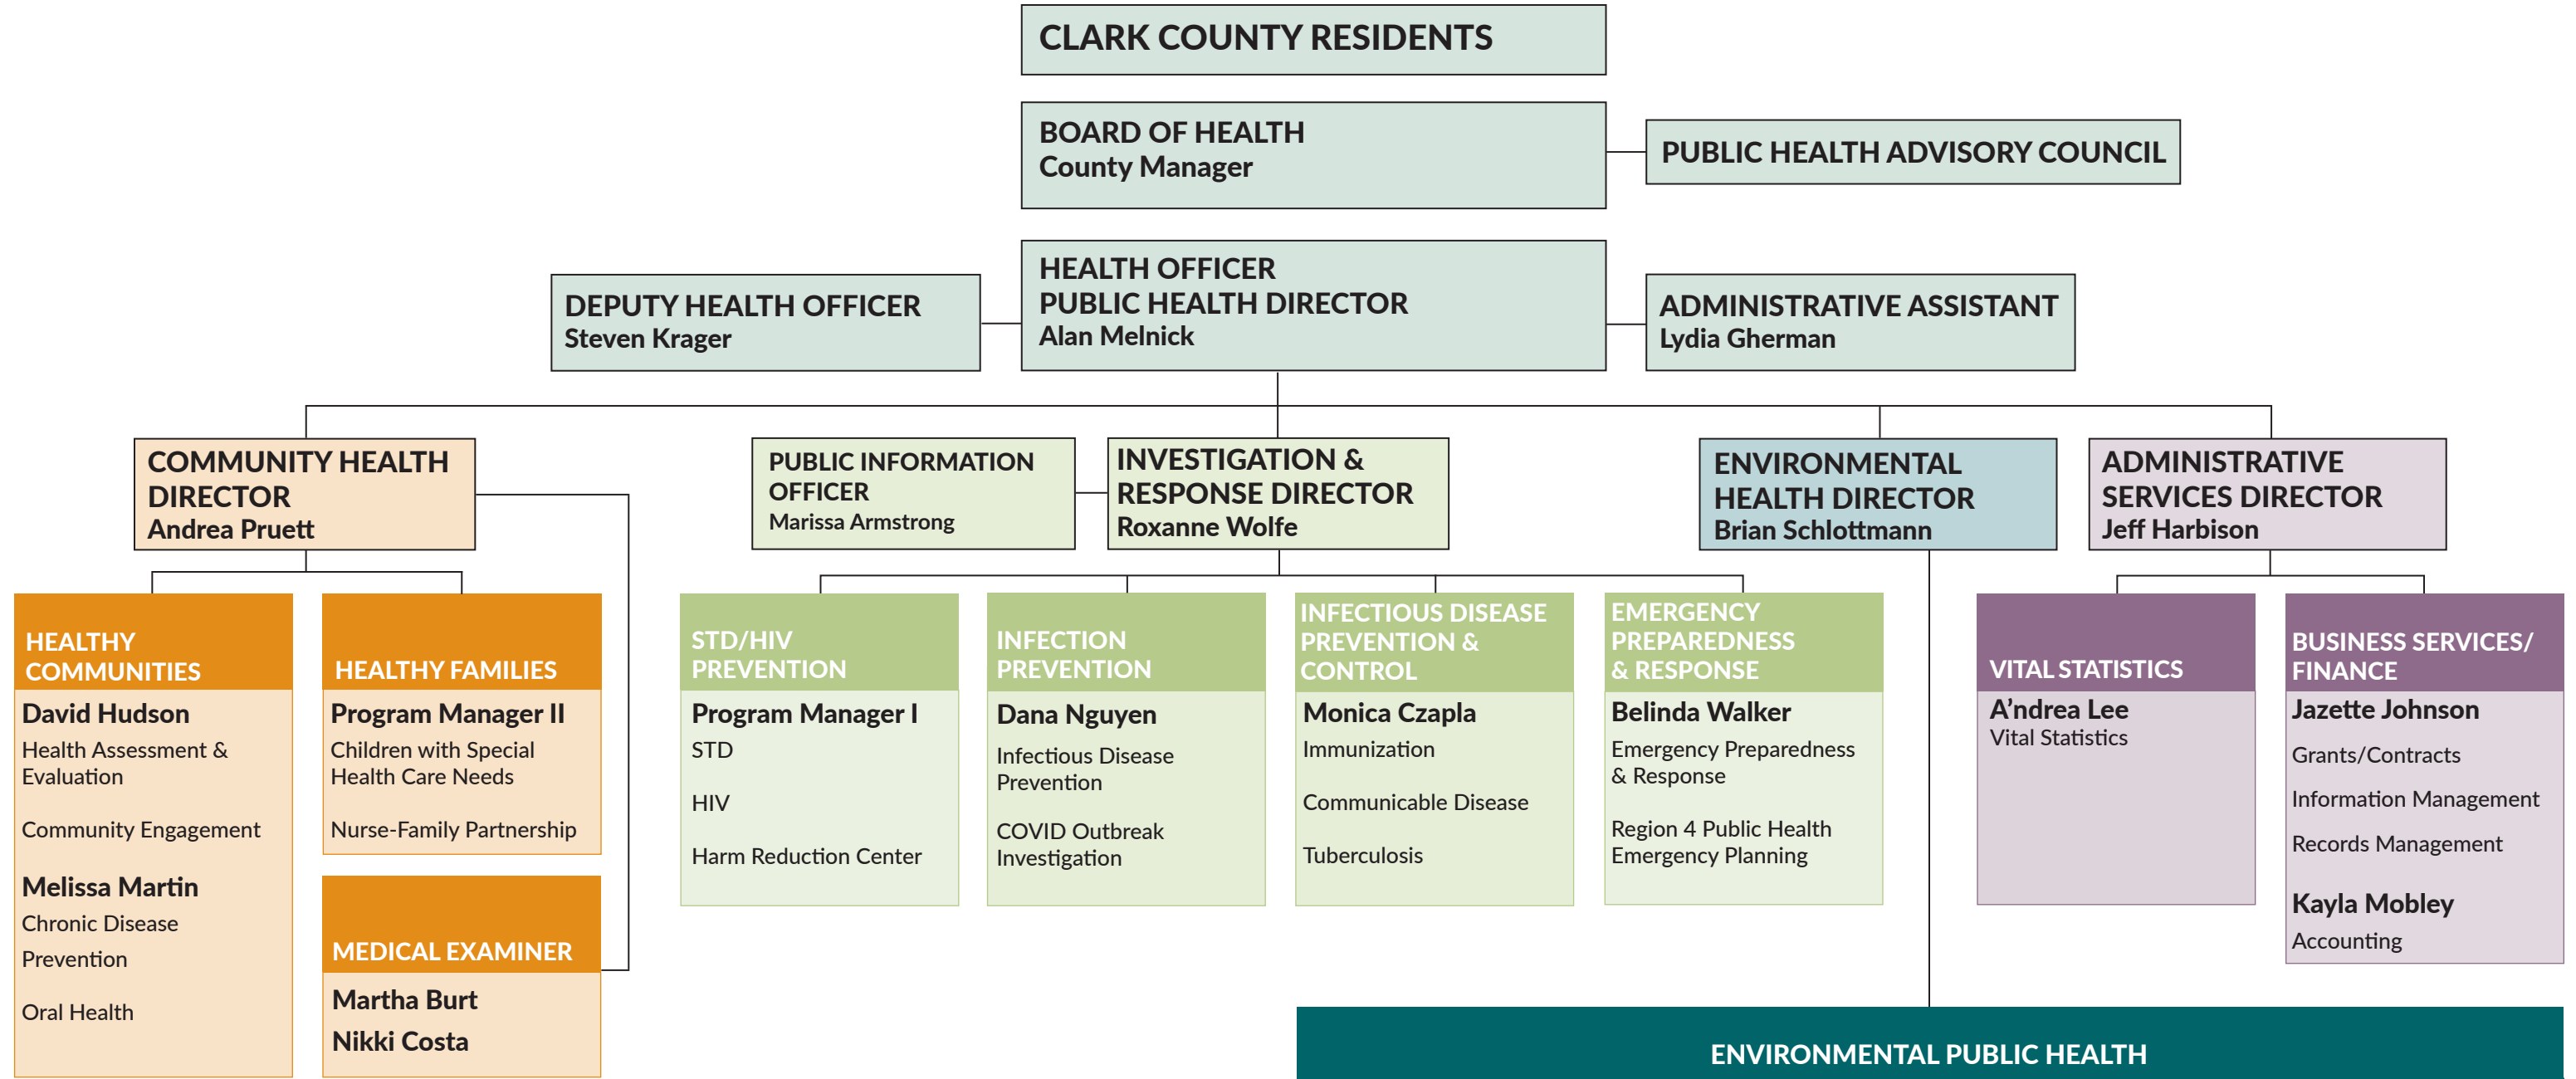 CLARK COUNTY RESIDENTS
BOARD OF HEALTH
County Manager
PUBLIC HEALTH ADVISORY COUNCIL
DEPUTY HEALTH OFFICER
Steven Krager
HEALTH OFFICER
PUBLIC HEALTH DIRECTOR
Alan Melnick
ADMINISTRATIVE ASSISTANT
Lydia Gherman
COMMUNITY HEALTH
DIRECTOR
Andrea Pruett
PUBLIC INFORMATION
OFFICER
Marissa Armstrong
INVESTIGATION &
RESPONSE DIRECTOR
Roxanne Wolfe
ENVIRONMENTAL
HEALTH DIRECTOR
Brian Schlottmann
ADMINISTRATIVE
SERVICES DIRECTOR
Jeff Harbison
HEALTHY
COMMUNITIES
David Hudson
Health Assessment &
Evaluation
Community Engagement
Melissa Martin
Chronic Disease
Prevention
Oral Health
HEALTHY FAMILIES
Program Manager II
Children with Special
Health Care Needs
Nurse-Family Partnership
MEDICAL EXAMINER
Martha Burt
Nikki Costa
STD/HIV
PREVENTION
Program Manager I
STD
HIV
Harm Reduction Center
INFECTION
PREVENTION
Dana Nguyen
Infectious Disease
Prevention
COVID Outbreak
Investigation
INFECTIOUS DISEASE
PREVENTION &
CONTROL
Monica Czapla
Immunization
Communicable Disease
Tuberculosis
EMERGENCY
PREPAREDNESS
& RESPONSE
Belinda Walker
Emergency Preparedness
& Response
Region 4 Public Health
Emergency Planning
VITAL STATISTICS
A’ndrea Lee
Vital Statistics
BUSINESS SERVICES/
FINANCE
Jazette Johnson
Grants/Contracts
Information Management
Records Management
Kayla Mobley
Accounting
ENVIRONMENTAL PUBLIC HEALTH